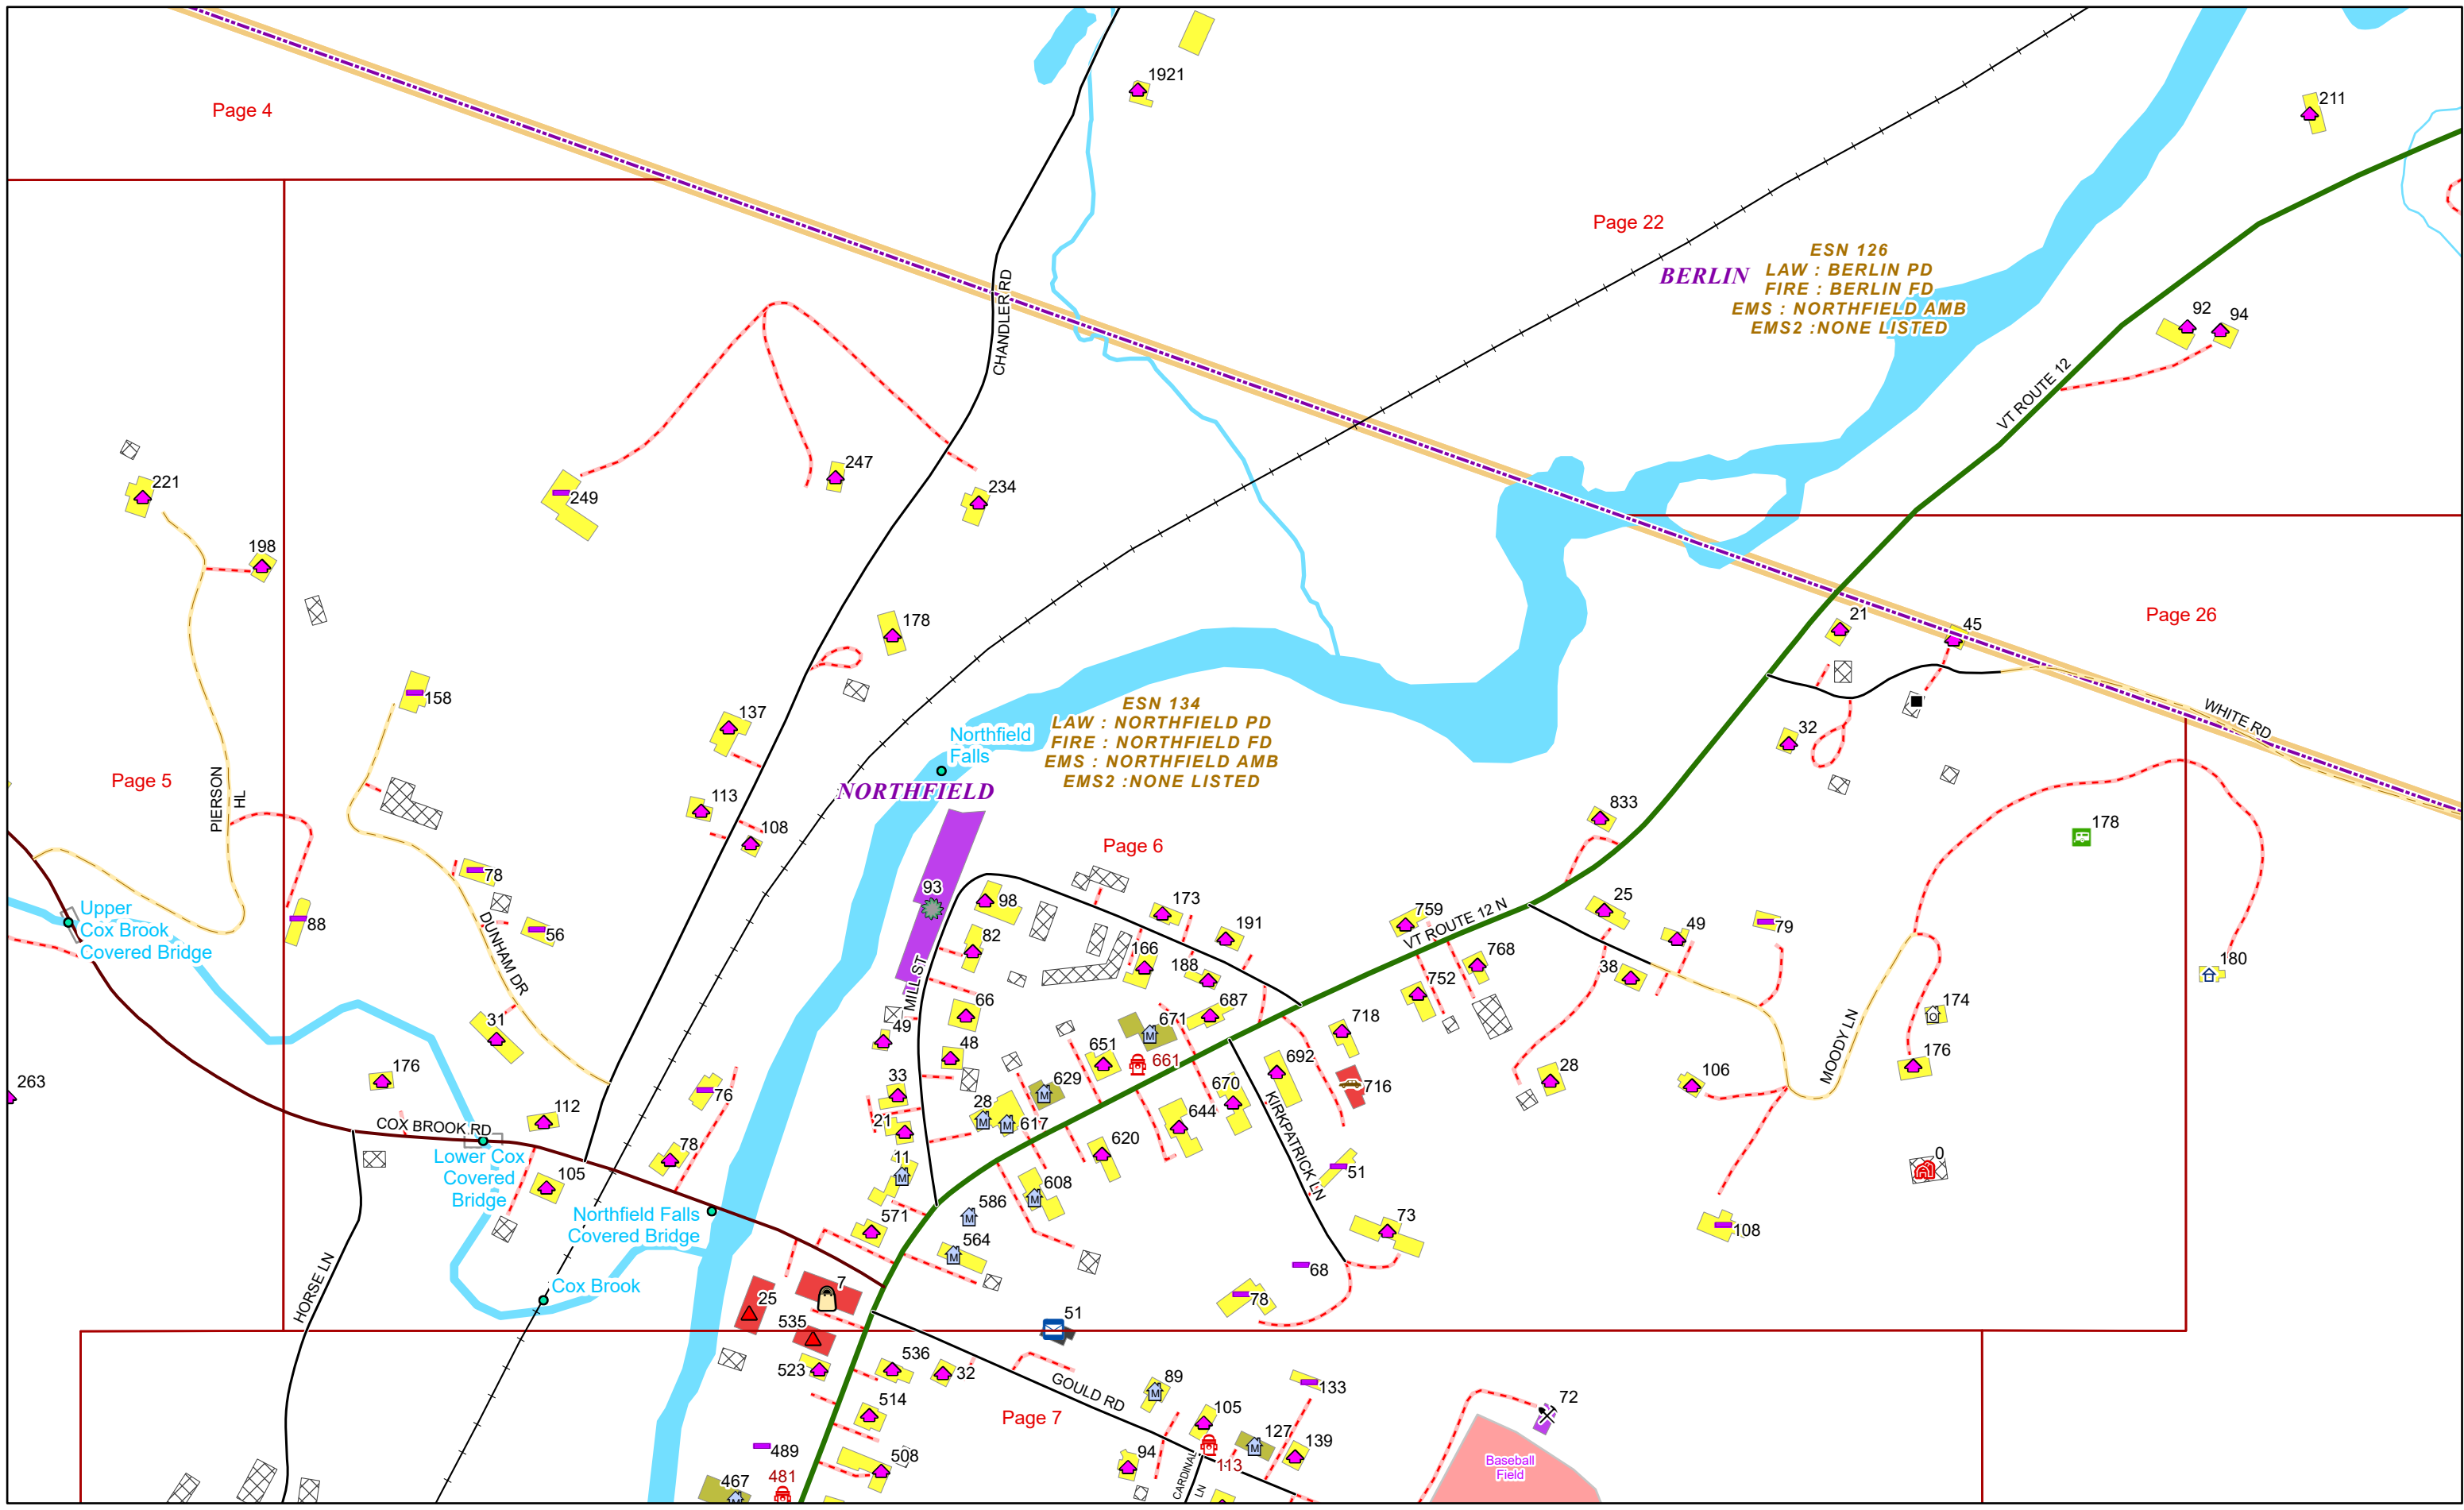 1921
Page 4
211
Page 22
ESN 126
BERLIN
LAW : BERLIN PD
FIRE : BERLIN FD
EMS : NORTHFIELD AMB
EMS2 :NONE LISTED
CHANDLER RD
92
94
VT ROUTE 12
247
221
249
234
198
178
21
45
Page 26
158
137
ESN 134
LAW : NORTHFIELD PD
FIRE : NORTHFIELD FD
EMS : NORTHFIELD AMB
EMS2 :NONE LISTED
Northfield
Falls
NORTHFIELD
WHITE RD
32
Page 5
PIERSON
HL
113
108
833
178
Page 6
78
93
98
173
191
759
VT ROUTE 12 N
25
49
79
Upper
Cox Brook
Covered Bridge
88
56
DUNHAM DR
82
166
188
768
752
38
180
MILL ST
66
687
671
718
174
31
49
48
651
661
692
716
28
106
MOODY LN
176
263
176
76
33
629
670
112
COX BROOK RD
28
617
644
KIRKPATRICK LN
21
620
78
Lower Cox
Covered
Bridge
105
11
51
0
608
586
Northfield Falls
Covered Bridge
571
564
73
108
HORSE LN
Cox Brook
68
78
7
25
535
51
523
536
32
GOULD RD
89
133
72
514
Page 7
105
127
139
489
508
94
113
CARDINAL
LN
Baseball
Field
467
481
M
M
M
M
M
M
M
M
M
M
M
O